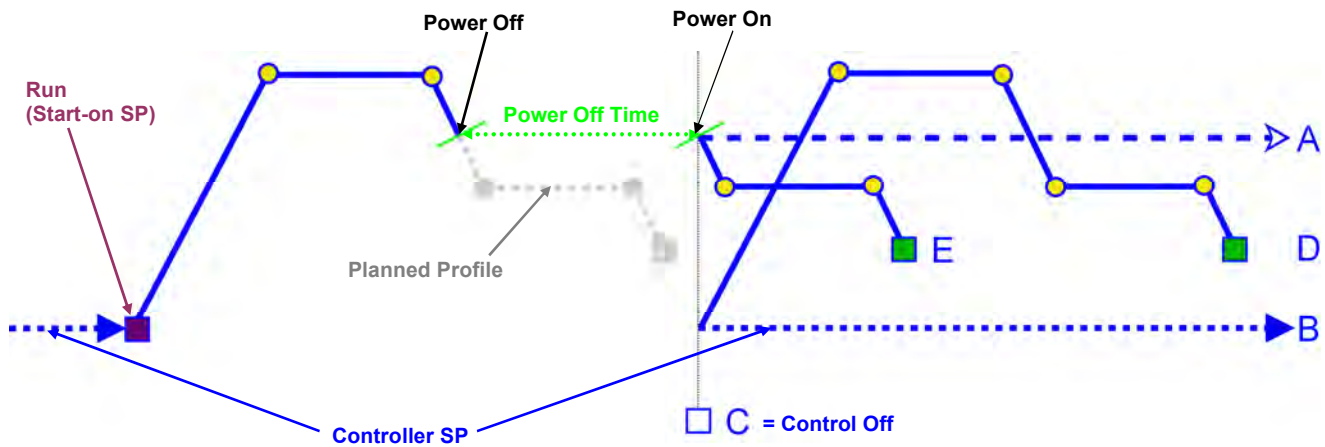 Power Off
Power On
Run
(Start-on SP)
Power Off Time
A
Planned Profile
E
D
B
C = Control Off
Controller SP